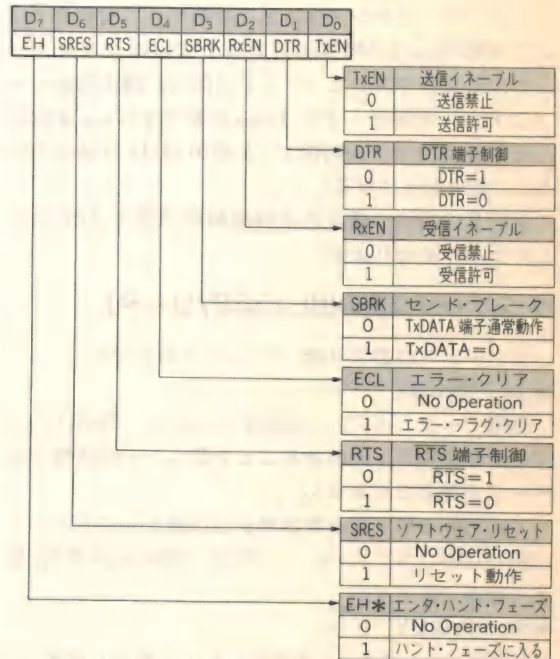 D₇ D₆ D₅ D₄ D₃ D₂ D₁ D₀
EH SRES RTS ECL SBRK RxEN DTR TxEN
TxEN 送信イネーブル
0 送信禁止
1 送信許可
DTR D̅T̅R̅ 端子制御
0 D̅T̅R̅=1
1 D̅T̅R̅=0
RxEN 受信イネーブル
0 受信禁止
1 受信許可
SBRK センド・ブレーク
0 TxDATA 端子通常動作
1 TxDATA=0
ECL エラー・クリア
0 No Operation
1 エラー・フラグ・クリア
RTS R̅T̅S̅ 端子制御
0 R̅T̅S̅=1
1 R̅T̅S̅=0
SRES ソフトウェア・リセット
0 No Operation
1 リセット動作
EH* エンタ・ハント・フェーズ
0 No Operation
1 ハント・フェーズに入る